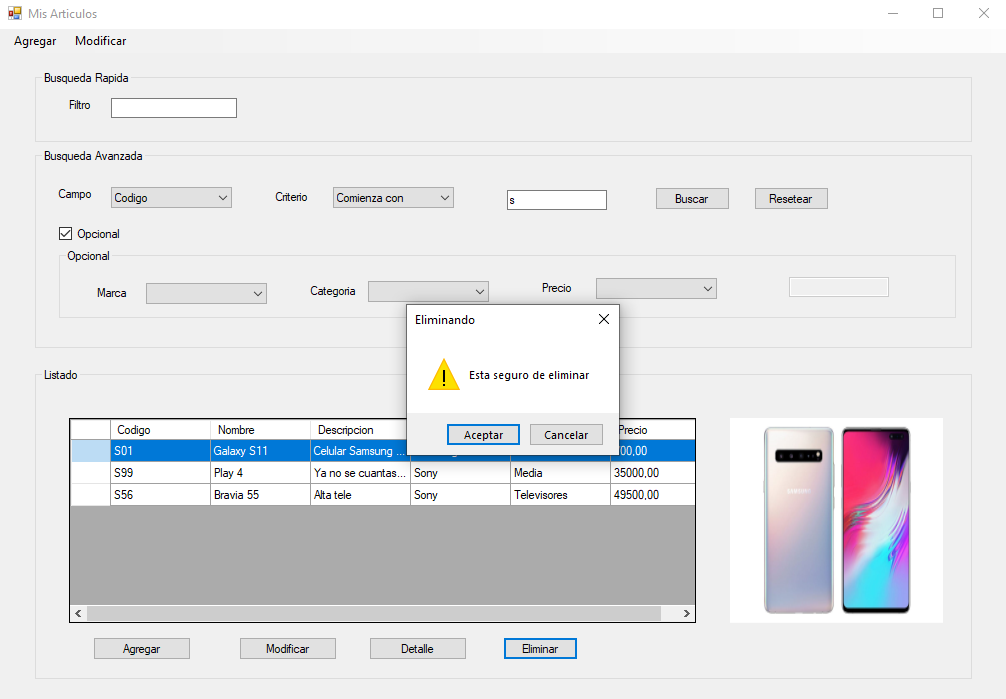 Mis Articulos
Agregar Modificar
Busqueda Rapida
Filtro
Busqueda Avanzada
Campo Codigo Criterio Comienza con s Buscar Resetear
Opcional
Opcional
Marca Categoria Precio
Eliminando
Esta seguro de eliminar
Aceptar Cancelar
Listado
Codigo Nombre Descripcion Precio
S01 Galaxy S11 Celular Samsung ... 00,00
S99 Play 4 Ya no se cuantas... Sony Media 35000,00
S56 Bravia 55 Alta tele Sony Televisores 49500,00
SAMSUNG
Agregar Modificar Detalle Eliminar